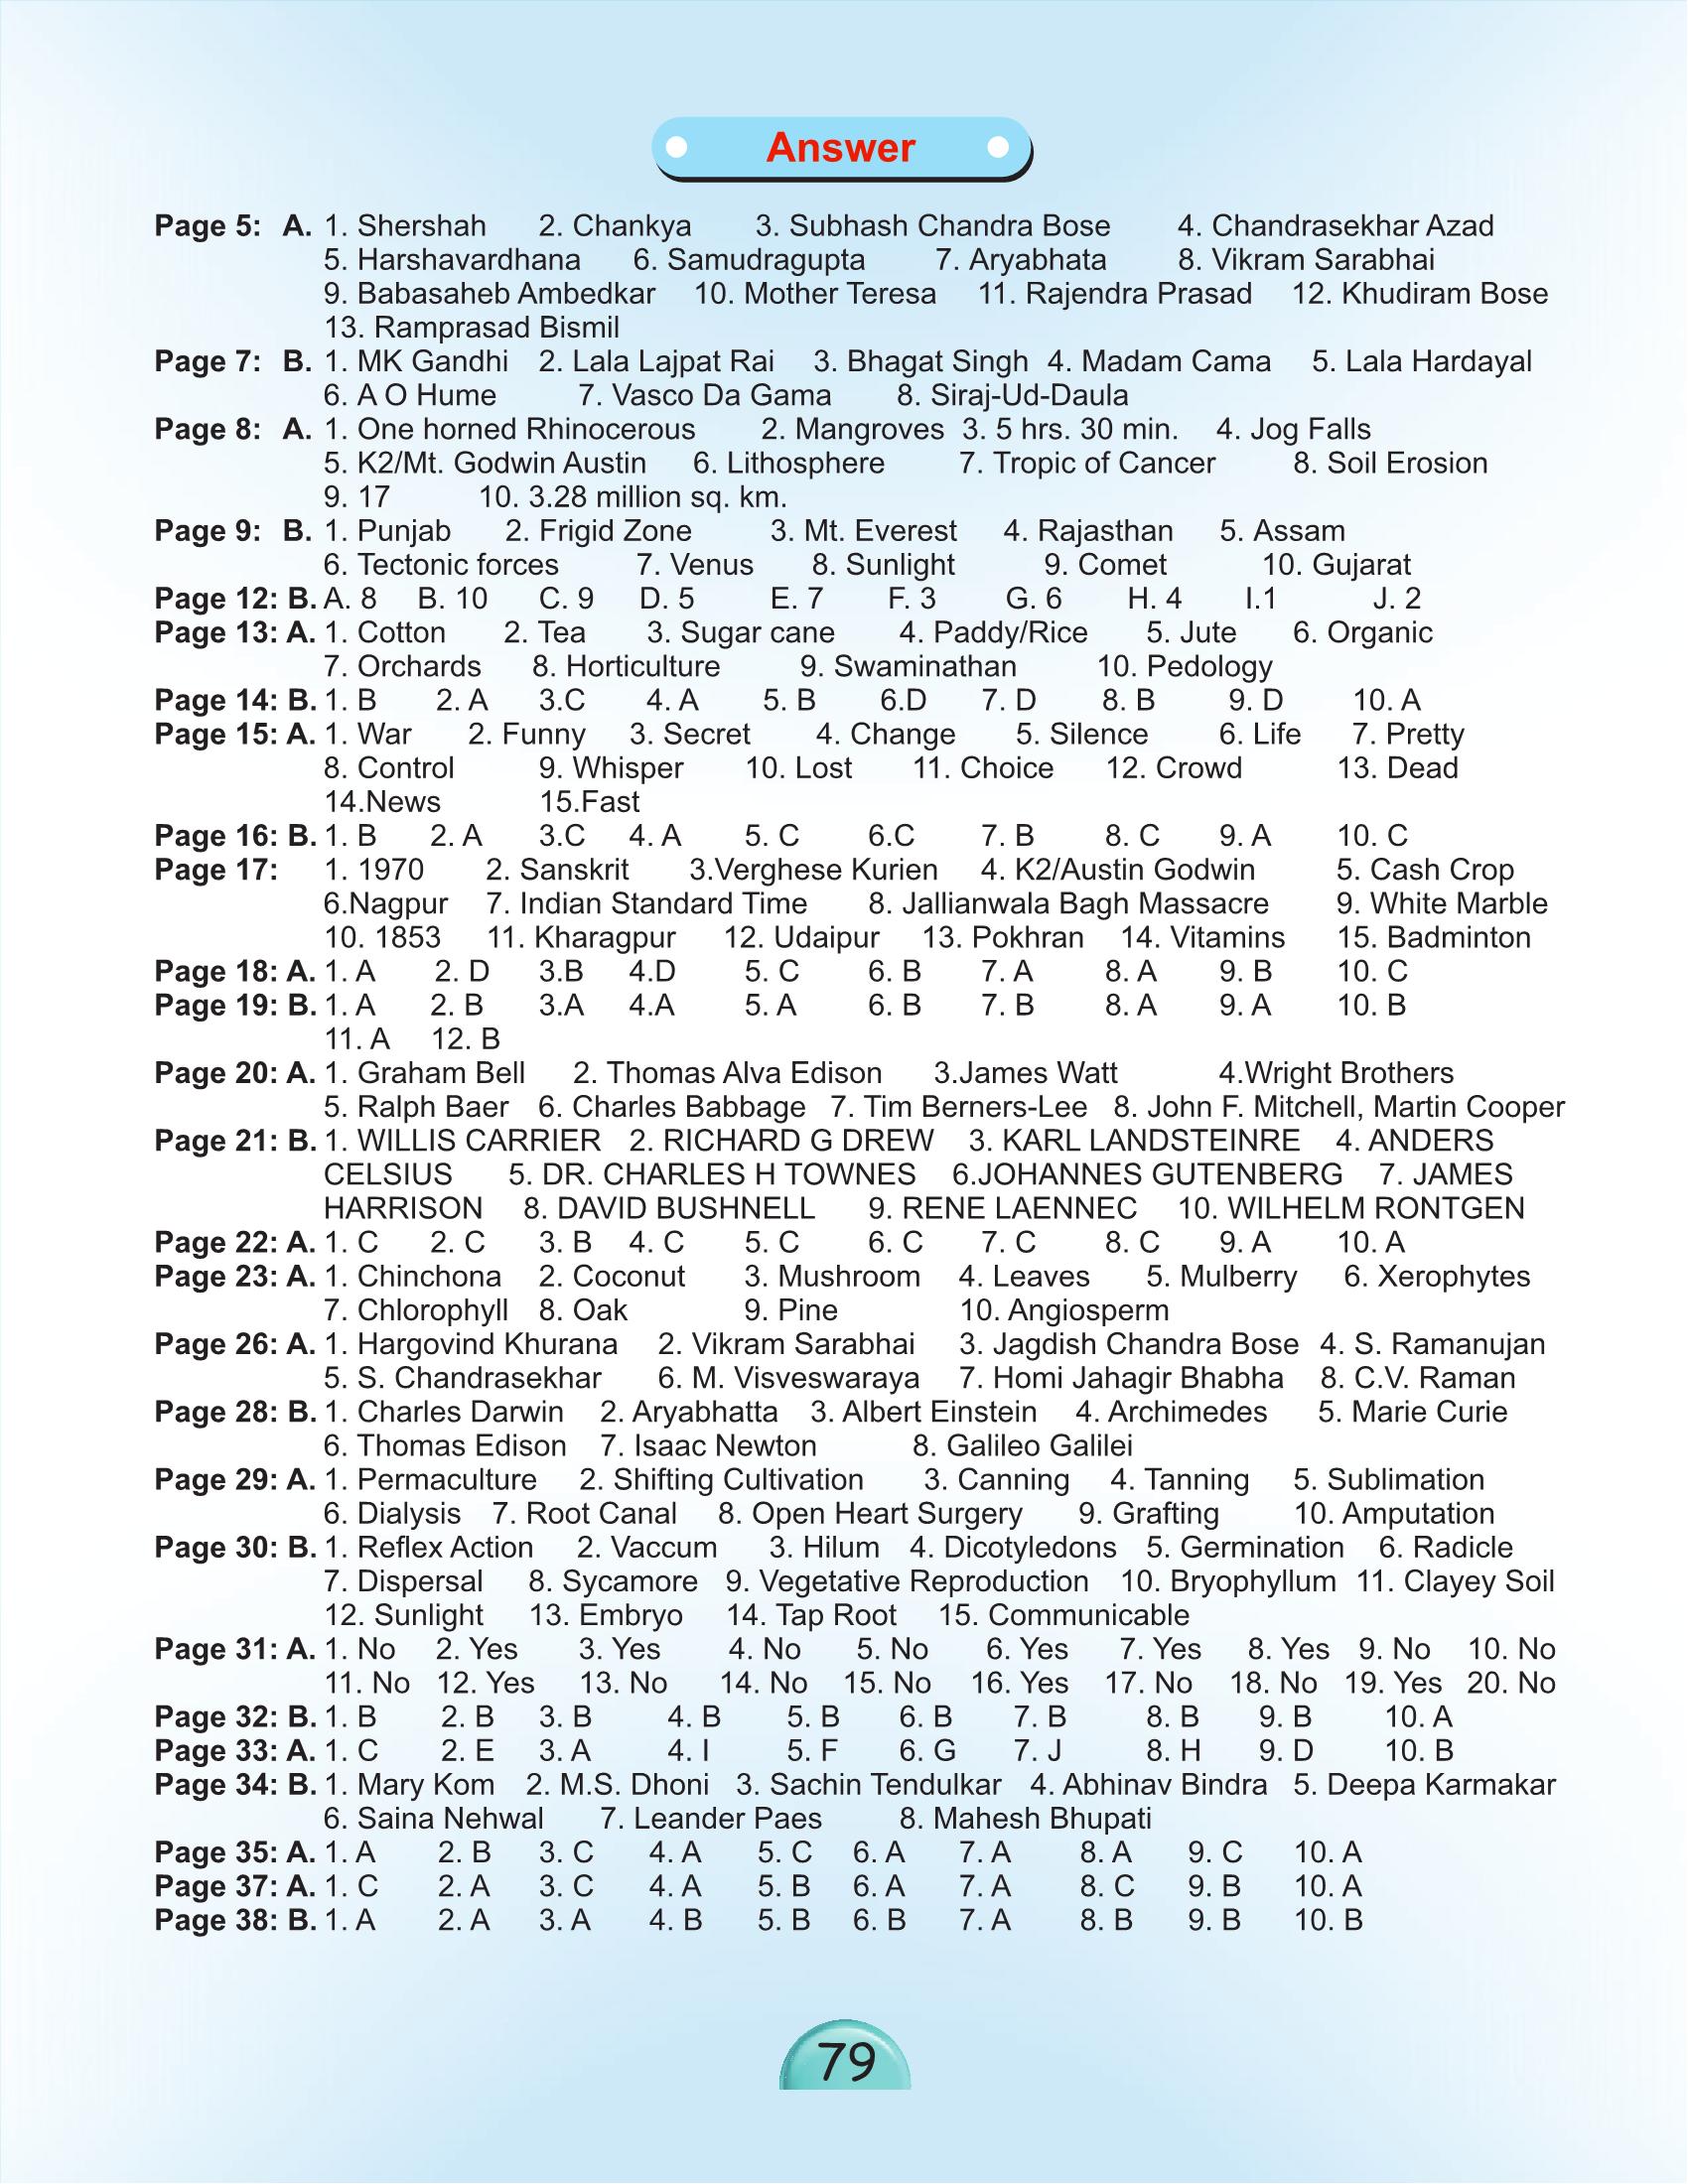 Answer
Page 5: A. 1. Shershah 2. Chankya 3. Subhash Chandra Bose 4. Chandrasekhar Azad
5. Harshavardhana 6. Samudragupta 7. Aryabhata 8. Vikram Sarabhai
9. Babasaheb Ambedkar 10. Mother Teresa 11. Rajendra Prasad 12. Khudiram Bose
13. Ramprasad Bismil
Page 7: B. 1. MK Gandhi 2. Lala Lajpat Rai 3. Bhagat Singh 4. Madam Cama 5. Lala Hardayal
6. A O Hume 7. Vasco Da Gama 8. Siraj-Ud-Daula
Page 8: A. 1. One horned Rhinocerous 2. Mangroves 3. 5 hrs. 30 min. 4. Jog Falls
5. K2/Mt. Godwin Austin 6. Lithosphere 7. Tropic of Cancer 8. Soil Erosion
9. 17 10. 3.28 million sq. km.
Page 9: B. 1. Punjab 2. Frigid Zone 3. Mt. Everest 4. Rajasthan 5. Assam
6. Tectonic forces 7. Venus 8. Sunlight 9. Comet 10. Gujarat
Page 12: B. A. 8 B. 10 C. 9 D. 5 E. 7 F. 3 G. 6 H. 4 I.1 J. 2
Page 13: A. 1. Cotton 2. Tea 3. Sugar cane 4. Paddy/Rice 5. Jute 6. Organic
7. Orchards 8. Horticulture 9. Swaminathan 10. Pedology
Page 14: B. 1. B 2. A 3.C 4. A 5. B 6.D 7. D 8. B 9. D 10. A
Page 15: A. 1. War 2. Funny 3. Secret 4. Change 5. Silence 6. Life 7. Pretty
8. Control 9. Whisper 10. Lost 11. Choice 12. Crowd 13. Dead
14.News 15.Fast
Page 16: B. 1. B 2. A 3.C 4. A 5. C 6.C 7. B 8. C 9. A 10. C
Page 17: 1. 1970 2. Sanskrit 3.Verghese Kurien 4. K2/Austin Godwin 5. Cash Crop
6.Nagpur 7. Indian Standard Time 8. Jallianwala Bagh Massacre 9. White Marble
10. 1853 11. Kharagpur 12. Udaipur 13. Pokhran 14. Vitamins 15. Badminton
Page 18: A. 1. A 2. D 3.B 4.D 5. C 6. B 7. A 8. A 9. B 10. C
Page 19: B. 1. A 2. B 3.A 4.A 5. A 6. B 7. B 8. A 9. A 10. B
11. A 12. B
Page 20: A. 1. Graham Bell 2. Thomas Alva Edison 3.James Watt 4.Wright Brothers
5. Ralph Baer 6. Charles Babbage 7. Tim Berners-Lee 8. John F. Mitchell, Martin Cooper
Page 21: B. 1. WILLIS CARRIER 2. RICHARD G DREW 3. KARL LANDSTEINRE 4. ANDERS
CELSIUS 5. DR. CHARLES H TOWNES 6.JOHANNES GUTENBERG 7. JAMES
HARRISON 8. DAVID BUSHNELL 9. RENE LAENNEC 10. WILHELM RONTGEN
Page 22: A. 1. C 2. C 3. B 4. C 5. C 6. C 7. C 8. C 9. A 10. A
Page 23: A. 1. Chinchona 2. Coconut 3. Mushroom 4. Leaves 5. Mulberry 6. Xerophytes
7. Chlorophyll 8. Oak 9. Pine 10. Angiosperm
Page 26: A. 1. Hargovind Khurana 2. Vikram Sarabhai 3. Jagdish Chandra Bose 4. S. Ramanujan
5. S. Chandrasekhar 6. M. Visveswaraya 7. Homi Jahagir Bhabha 8. C.V. Raman
Page 28: B. 1. Charles Darwin 2. Aryabhatta 3. Albert Einstein 4. Archimedes 5. Marie Curie
6. Thomas Edison 7. Isaac Newton 8. Galileo Galilei
Page 29: A. 1. Permaculture 2. Shifting Cultivation 3. Canning 4. Tanning 5. Sublimation
6. Dialysis 7. Root Canal 8. Open Heart Surgery 9. Grafting 10. Amputation
Page 30: B. 1. Reflex Action 2. Vaccum 3. Hilum 4. Dicotyledons 5. Germination 6. Radicle
7. Dispersal 8. Sycamore 9. Vegetative Reproduction 10. Bryophyllum 11. Clayey Soil
12. Sunlight 13. Embryo 14. Tap Root 15. Communicable
Page 31: A. 1. No 2. Yes 3. Yes 4. No 5. No 6. Yes 7. Yes 8. Yes 9. No 10. No
11. No 12. Yes 13. No 14. No 15. No 16. Yes 17. No 18. No 19. Yes 20. No
Page 32: B. 1. B 2. B 3. B 4. B 5. B 6. B 7. B 8. B 9. B 10. A
Page 33: A. 1. C 2. E 3. A 4. I 5. F 6. G 7. J 8. H 9. D 10. B
Page 34: B. 1. Mary Kom 2. M.S. Dhoni 3. Sachin Tendulkar 4. Abhinav Bindra 5. Deepa Karmakar
6. Saina Nehwal 7. Leander Paes 8. Mahesh Bhupati
Page 35: A. 1. A 2. B 3. C 4. A 5. C 6. A 7. A 8. A 9. C 10. A
Page 37: A. 1. C 2. A 3. C 4. A 5. B 6. A 7. A 8. C 9. B 10. A
Page 38: B. 1. A 2. A 3. A 4. B 5. B 6. B 7. A 8. B 9. B 10. B
79